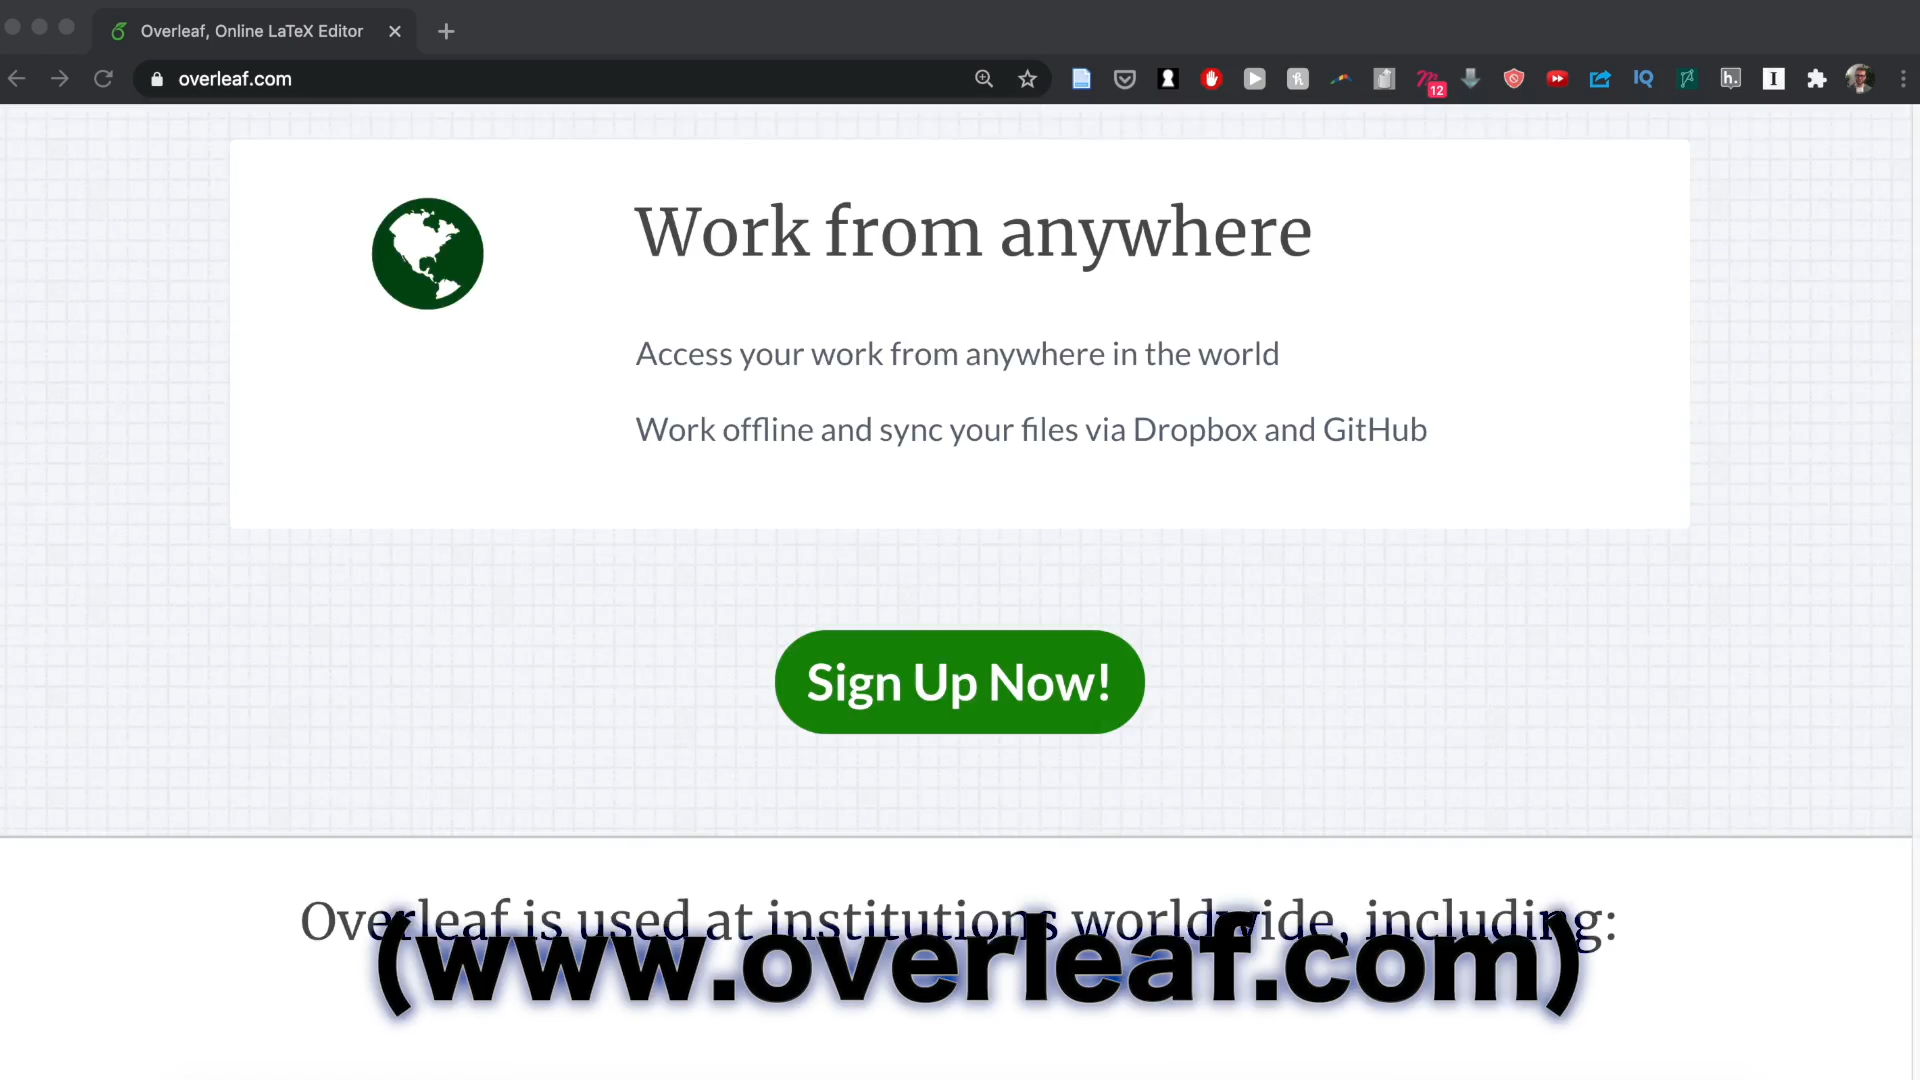 Overleaf, Online LaTeX Editor
overleaf.com
12
IQ
h.
Work from anywhere
Access your work from anywhere in the world
Work offline and sync your files via Dropbox and GitHub
Sign Up Now!
Overleaf is used at institutions worldwide, including:
(www.overleaf.com)